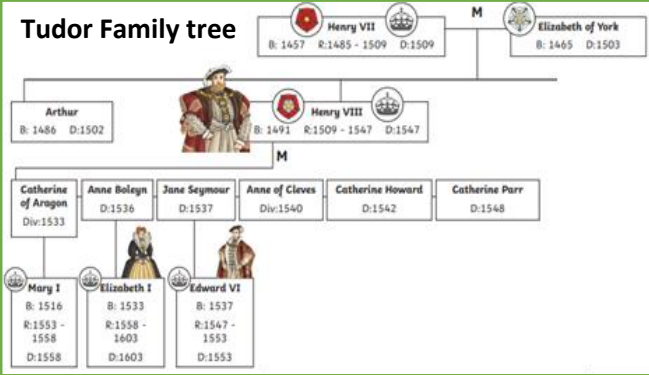 Tudor Family tree
Henry VII
B: 1457 R:1485 - 1509 D:1509
M
Elizabeth of York
B: 1465 D:1503
Arthur
B: 1486 D:1502
Henry VIII
B: 1491 R:1509 - 1547 D:1547
M
Catherine
of Aragon
Div:1533
Anne Boleyn
D:1536
Jane Seymour
D:1537
Anne of Cleves
Div:1540
Catherine Howard
D:1542
Catherine Parr
D:1548
Mary I
B: 1516
R:1553 -
1558
D:1558
Elizabeth I
B: 1533
R:1558 -
1603
D:1603
Edward VI
B: 1537
R:1547 -
1553
D:1553